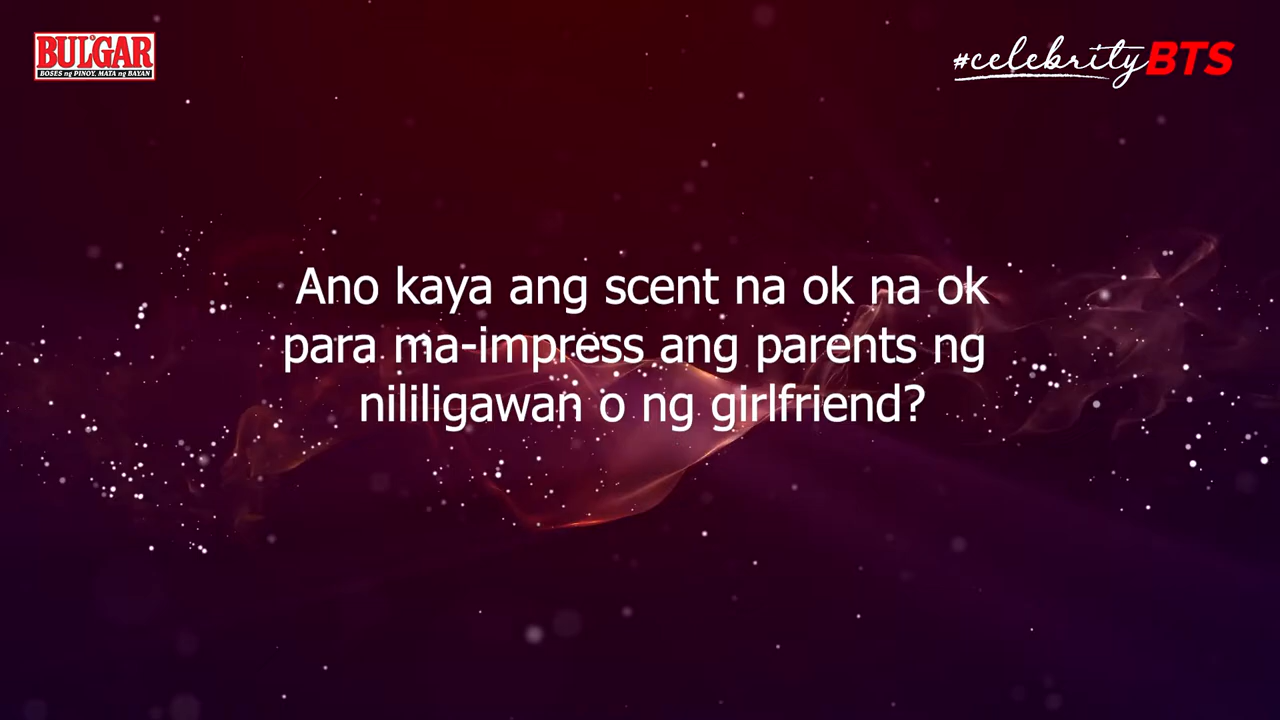 BULGAR
BOSES ng PINOY, MATA ng BAYAN
#celebrityBTS
Ano kaya ang scent na ok na ok
para ma-impress ang parents ng
nililigawan o ng girlfriend?